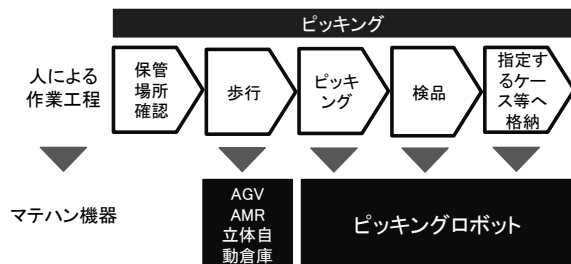 ピッキング
人による
作業工程
保管
場所
確認
歩行
ピッ
キン
グ
検品
指定す
るケー
ス等へ
格納
マテハン機器
AGV
AMR
立体自
動倉庫
ピッキングロボット